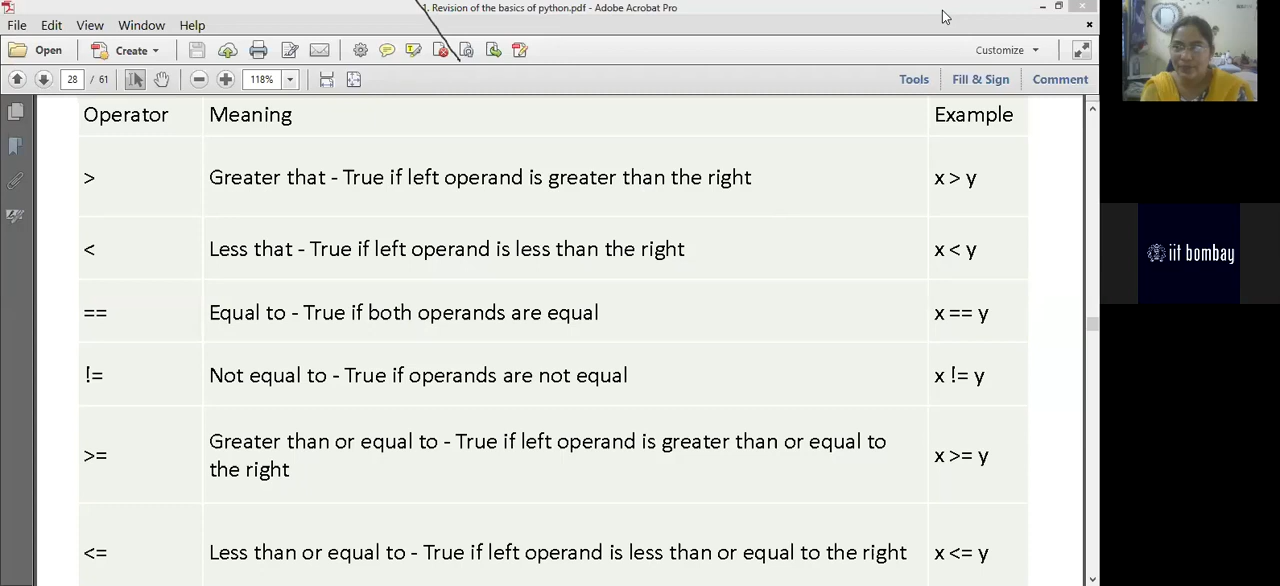 1. Revision of the basics of python.pdf - Adobe Acrobat Pro
File Edit View Window Help
Open Create Customize
28 / 61 118% Tools Fill & Sign Comment
Operator Meaning Example
> Greater that - True if left operand is greater than the right x > y
< Less that - True if left operand is less than the right x < y
== Equal to - True if both operands are equal x == y
!= Not equal to - True if operands are not equal x != y
>= Greater than or equal to - True if left operand is greater than or equal to
the right x >= y
<= Less than or equal to - True if left operand is less than or equal to the right x <= y
iit bombay